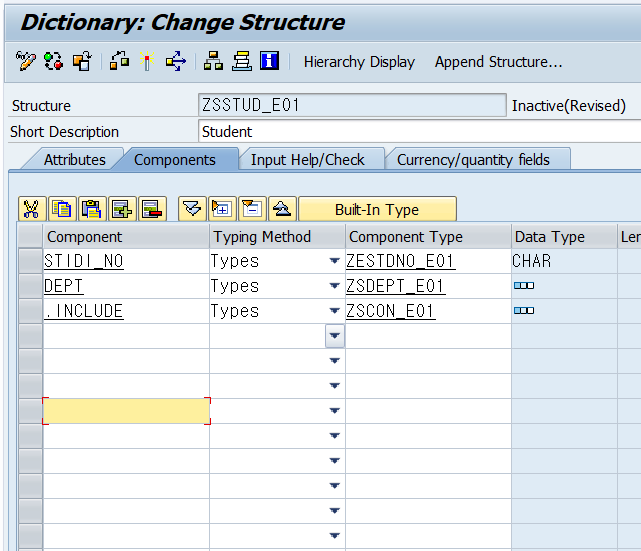 Dictionary: Change Structure
Hierarchy Display Append Structure...
Structure ZSSTUD_E01 Inactive(Revised)
Short Description Student
Attributes Components Input Help/Check Currency/quantity fields
Built-In Type
Component Typing Method Component Type Data Type Len
STIDI_NO Types ZESTDNO_E01 CHAR
DEPT Types ZSDEPT_E01
.INCLUDE Types ZSCON_E01